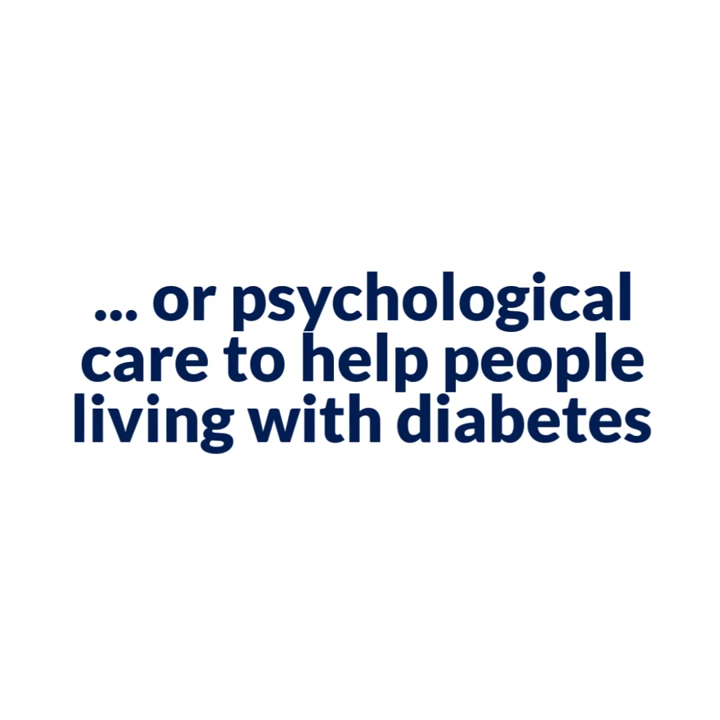 ... or psychological
care to help people
living with diabetes